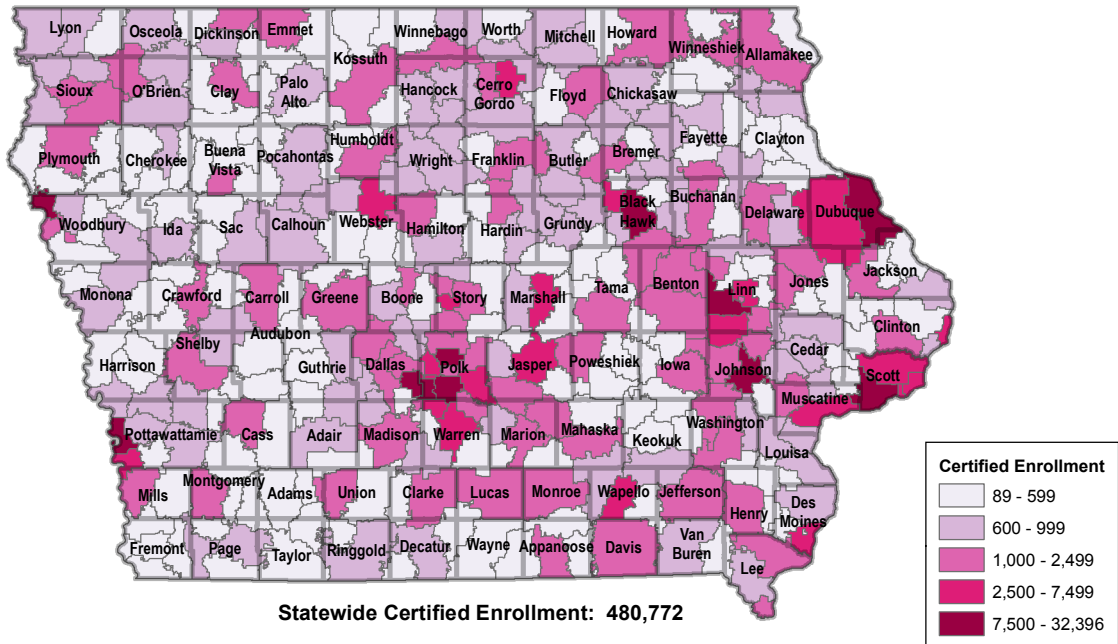 Lyon
Osceola
Dickinson
Emmet
Kossuth
Winnebago
Worth
Mitchell
Howard
Winneshiek
Allamakee
Sioux
O'Brien
Clay
Palo
Alto
Hancock
Cerro
Gordo
Floyd
Chickasaw
Plymouth
Cherokee
Buena
Vista
Pocahontas
Humboldt
Wright
Franklin
Butler
Bremer
Fayette
Clayton
Woodbury
Ida
Sac
Calhoun
Webster
Hamilton
Hardin
Grundy
Black
Hawk
Buchanan
Delaware
Dubuque
Monona
Crawford
Carroll
Greene
Boone
Story
Marshall
Tama
Benton
Linn
Jones
Jackson
Clinton
Harrison
Shelby
Audubon
Guthrie
Dallas
Polk
Jasper
Poweshiek
Iowa
Johnson
Cedar
Scott
Muscatine
Pottawattamie
Cass
Adair
Madison
Warren
Marion
Mahaska
Keokuk
Washington
Louisa
Mills
Montgomery
Adams
Union
Clarke
Lucas
Monroe
Wapello
Jefferson
Henry
Des
Moines
Fremont
Page
Taylor
Ringgold
Decatur
Wayne
Appanoose
Davis
Van
Buren
Lee
Statewide Certified Enrollment: 480,772
Certified Enrollment
89 - 599
600 - 999
1,000 - 2,499
2,500 - 7,499
7,500 - 32,396